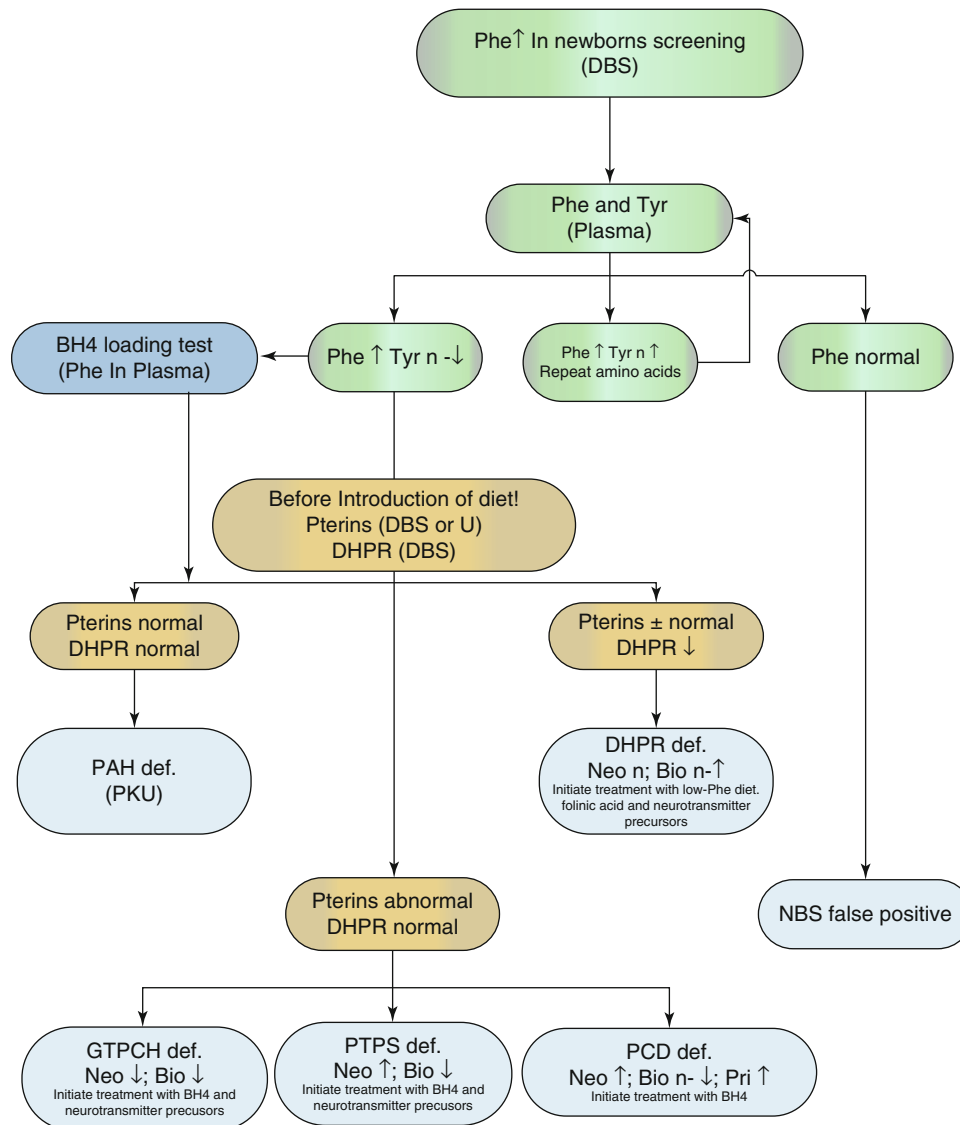 Phe↑ In newborns screening
(DBS)
Phe and Tyr
(Plasma)
BH4 loading test
(Phe In Plasma)
Phe ↑ Tyr n -↓
Phe ↑ Tyr n ↑
Repeat amino acids
Phe normal
Before Introduction of diet!
Pterins (DBS or U)
DHPR (DBS)
Pterins normal
DHPR normal
Pterins ± normal
DHPR ↓
PAH def.
(PKU)
DHPR def.
Neo n; Bio n-↑
Initiate treatment with low-Phe diet.
folinic acid and neurotransmitter
precursors
Pterins abnormal
DHPR normal
NBS false positive
GTPCH def.
Neo ↓; Bio ↓
Initiate treatment with BH4 and
neurotransmitter precusors
PTPS def.
Neo ↑; Bio ↓
Initiate treatment with BH4 and
neurotransmitter precusors
PCD def.
Neo ↑; Bio n- ↓; Pri ↑
Initiate treatment with BH4